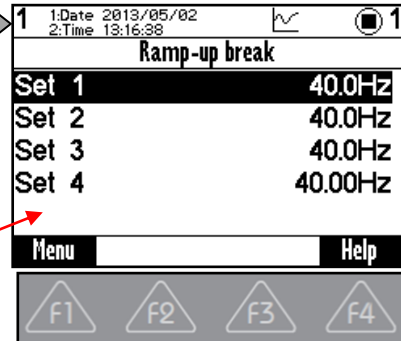 1 1:Date 2013/05/02 1
2:Time 13:16:38
Ramp-up break
Set 1 40.0Hz
Set 2 40.0Hz
Set 3 40.0Hz
Set 4 40.00Hz
Menu Help
F1 F2 F3 F4